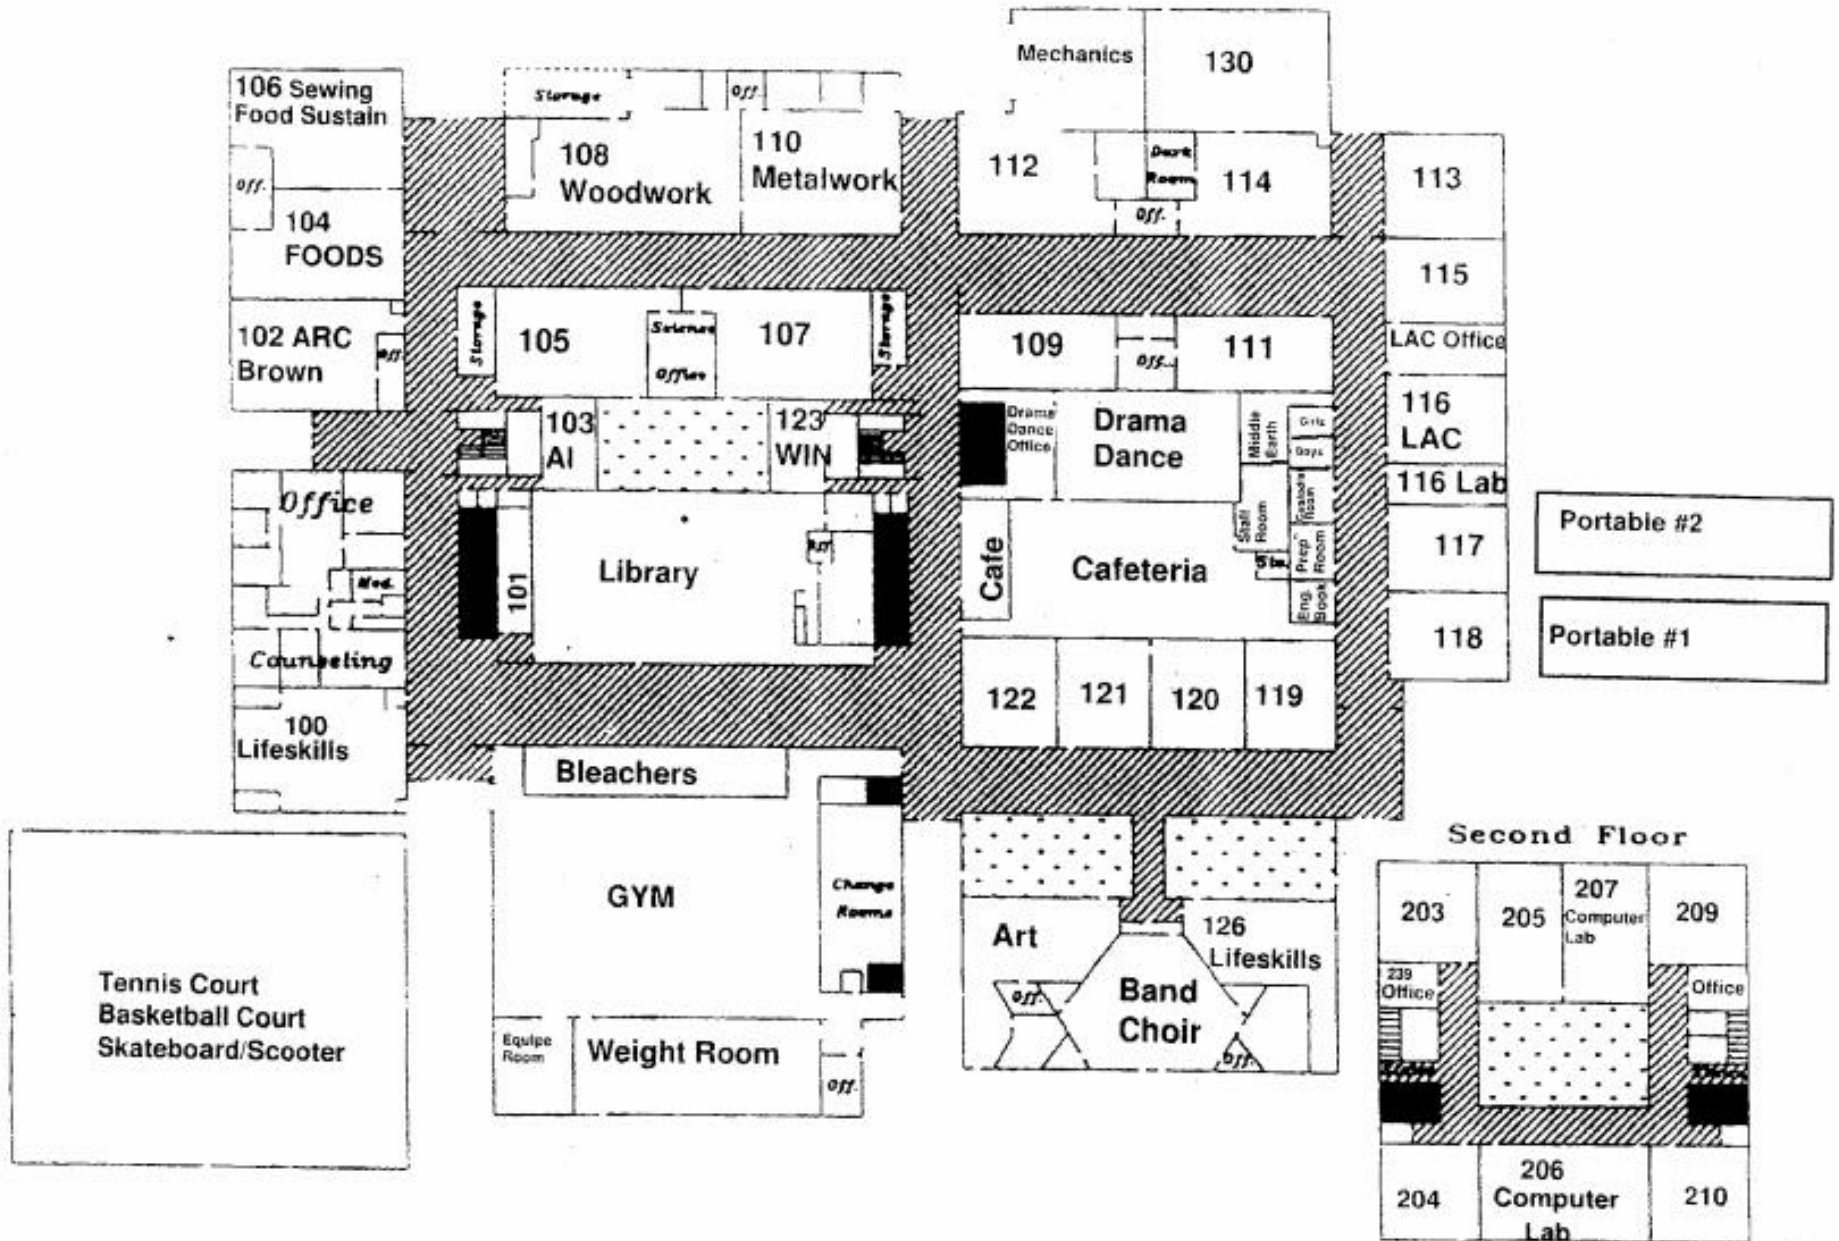 Mechanics
130
106 Sewing
Food Sustain
Storage
Off.
108
Woodwork
110
Metalwork
112
Dark
Room
114
Off.
113
Off.
104
FOODS
115
102 ARC
Brown
Off.
Storage
105
Science
Office
107
Storage
109
Off.
111
LAC Office
103
AI
123
WIN
Drama
Dance
Office
Drama
Dance
Middle
Earth
Girls
Boys
116
LAC
116 Lab
Office
Med.
Counseling
101
Library
Cafe
Cafeteria
Staff
Room
Custodial
Room
Prep
Room
Eng.
Book
117
118
Portable #2
Portable #1
100
Lifeskills
122
121
120
119
Bleachers
GYM
Change
Rooms
Equipe
Room
Weight Room
Off.
Tennis Court
Basketball Court
Skateboard/Scooter
Art
126
Lifeskills
Off.
Band
Choir
Off.
Second Floor
203
205
207
Computer
Lab
209
239
Office
Office
204
206
Computer
Lab
210